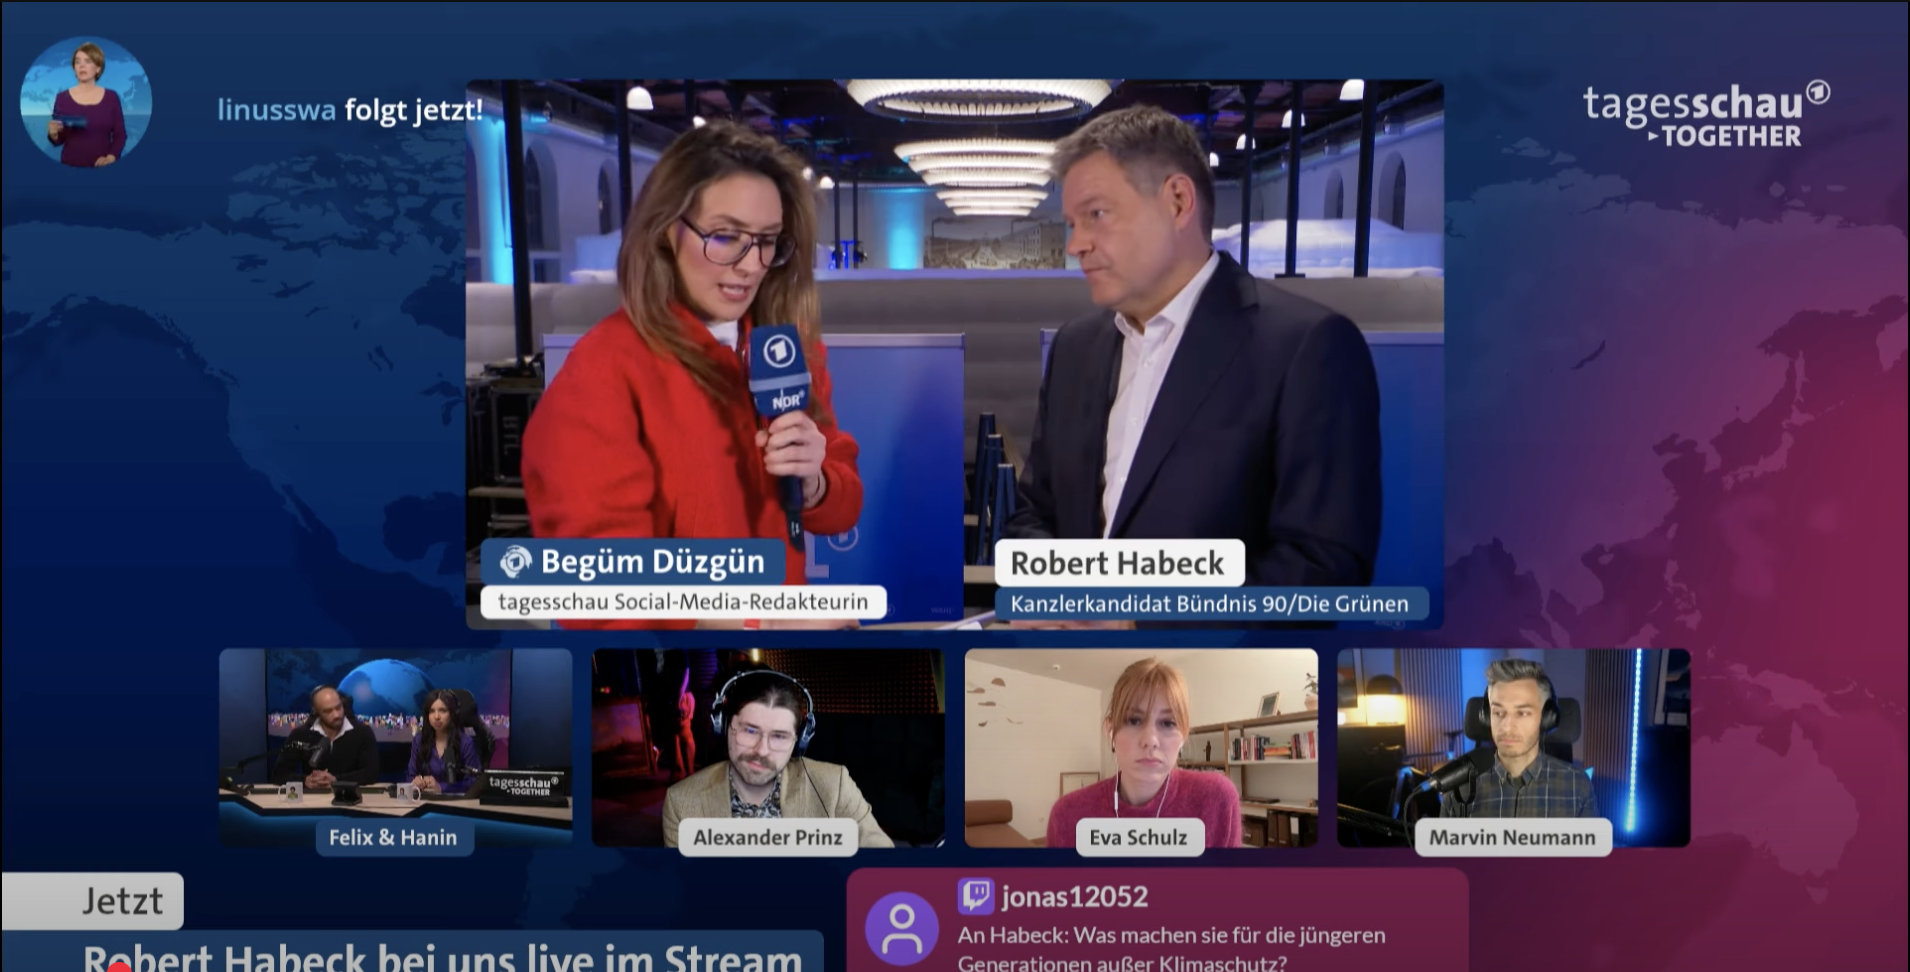 linusswa folgt jetzt!
tagesschau
TOGETHER
NDR
Begüm Düzgün
tagesschau Social-Media-Redakteurin
Robert Habeck
Kanzlerkandidat Bündnis 90/Die Grünen
tagesschau
TOGETHER
Felix & Hanin
Alexander Prinz
Eva Schulz
Marvin Neumann
Jetzt
Robert Habeck bei uns live im Stream
jonas12052
An Habeck: Was machen sie für die jüngeren
Generationen außer Klimaschutz?